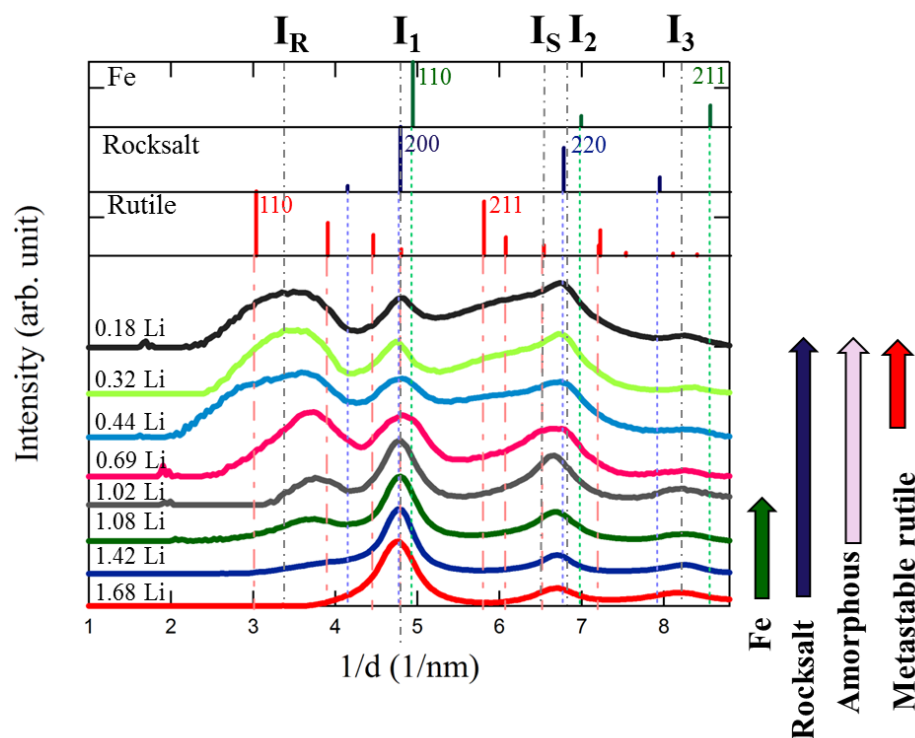 I_R I_1 I_S I_2 I_3
Fe 110 211
Rocksalt 200 220
Rutile 110 211
Intensity (arb. unit)
0.18 Li
0.32 Li
0.44 Li
0.69 Li
1.02 Li
1.08 Li
1.42 Li
1.68 Li
1 2 3 4 5 6 7 8
1/d (1/nm)
Fe
Rocksalt
Amorphous
Metastable rutile